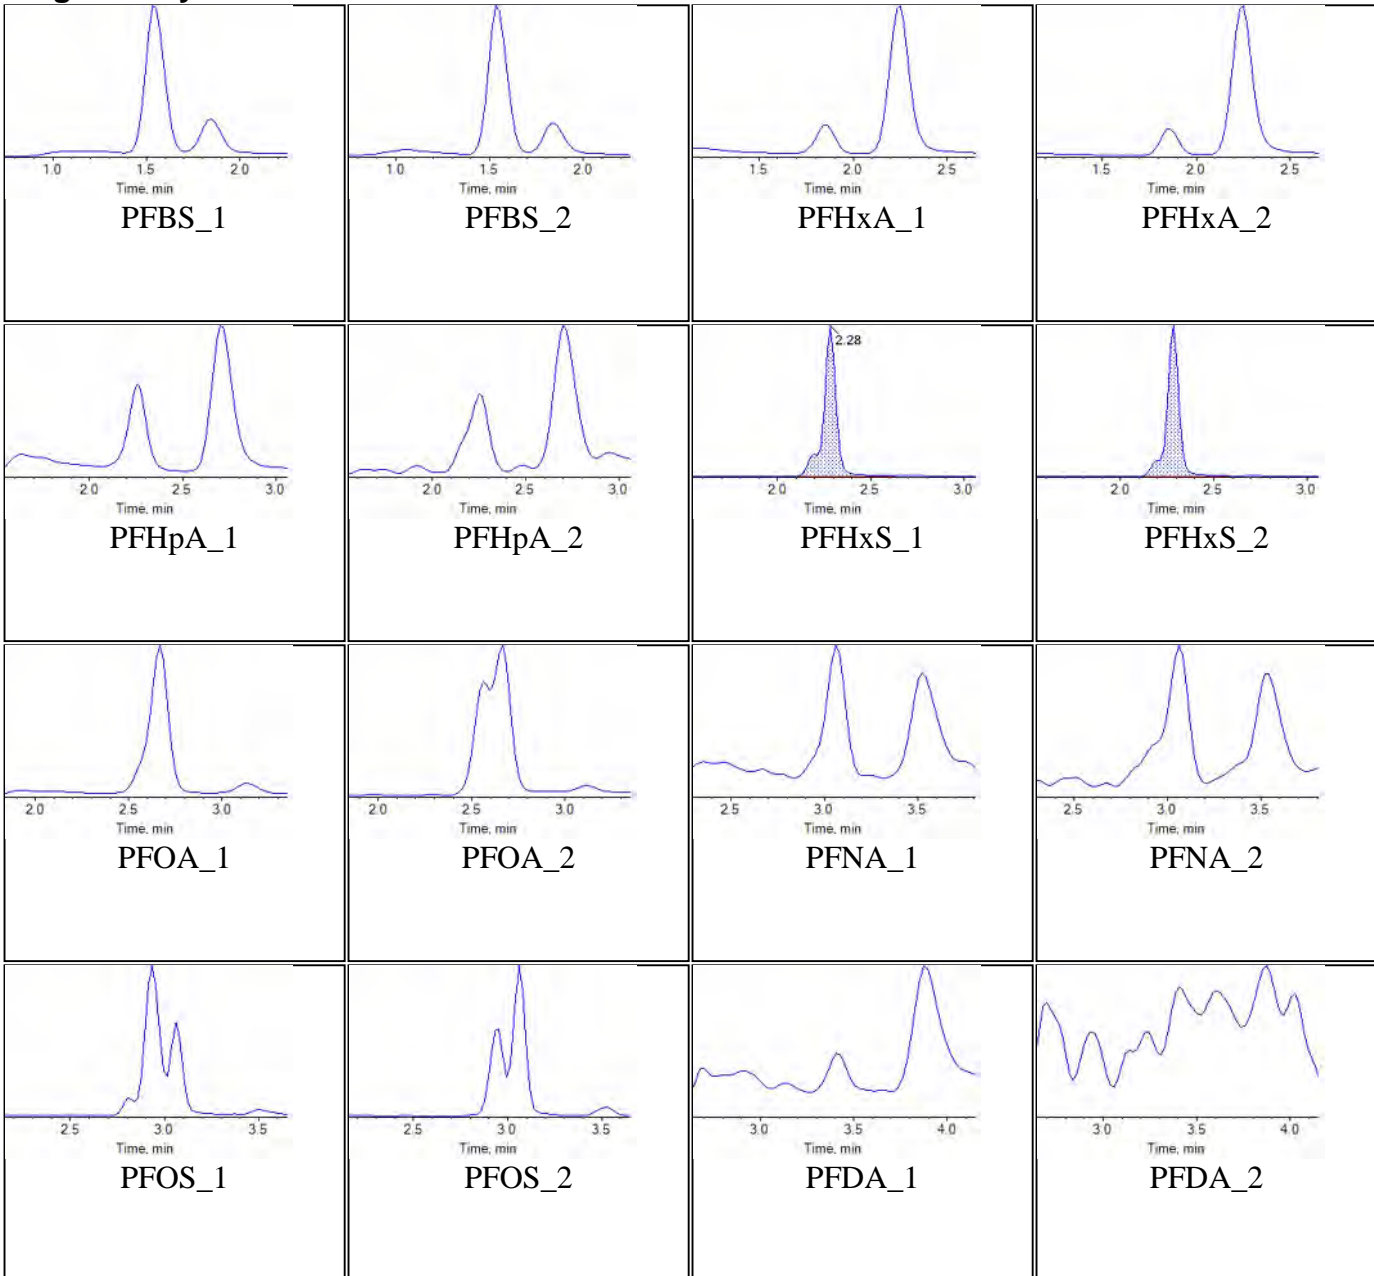 1.0 1.5 2.0 1.0 1.5 2.0 1.5 2.0 2.5 1.5 2.0 2.5
Time, min Time, min Time, min Time, min
PFBS_1 PFBS_2 PFHxA_1 PFHxA_2
2.28
2.0 2.5 3.0 2.0 2.5 3.0 2.0 2.5 3.0 2.0 2.5 3.0
Time, min Time, min Time, min Time, min
PFHpA_1 PFHpA_2 PFHxS_1 PFHxS_2
2.0 2.5 3.0 2.0 2.5 3.0 2.5 3.0 3.5 2.5 3.0 3.5
Time, min Time, min Time, min Time, min
PFOA_1 PFOA_2 PFNA_1 PFNA_2
2.5 3.0 3.5 2.5 3.0 3.5 3.0 3.5 4.0 3.0 3.5 4.0
Time, min Time, min Time, min Time, min
PFOS_1 PFOS_2 PFDA_1 PFDA_2